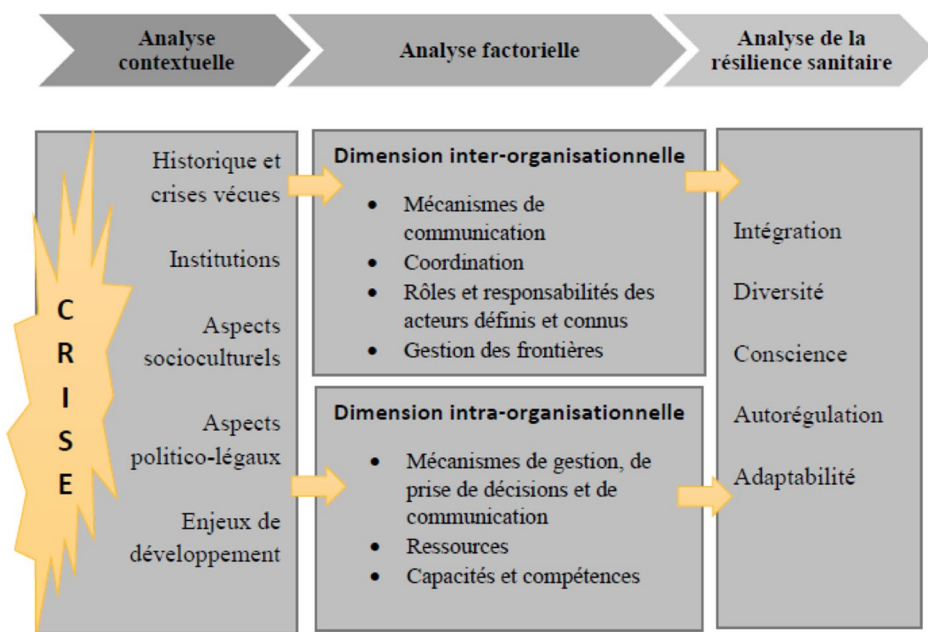 Analyse
contextuelle
Analyse factorielle
Analyse de la
résilience sanitaire
C
R
I
S
E
Historique et
crises vécues
Institutions
Aspects
socioculturels
Aspects
politico-légaux
Enjeux de
développement
Dimension inter-organisationnelle
• Mécanismes de
communication
• Coordination
• Rôles et responsabilités des
acteurs définis et connus
• Gestion des frontières
Dimension intra-organisationnelle
• Mécanismes de gestion, de
prise de décisions et de
communication
• Ressources
• Capacités et compétences
Intégration
Diversité
Conscience
Autorégulation
Adaptabilité